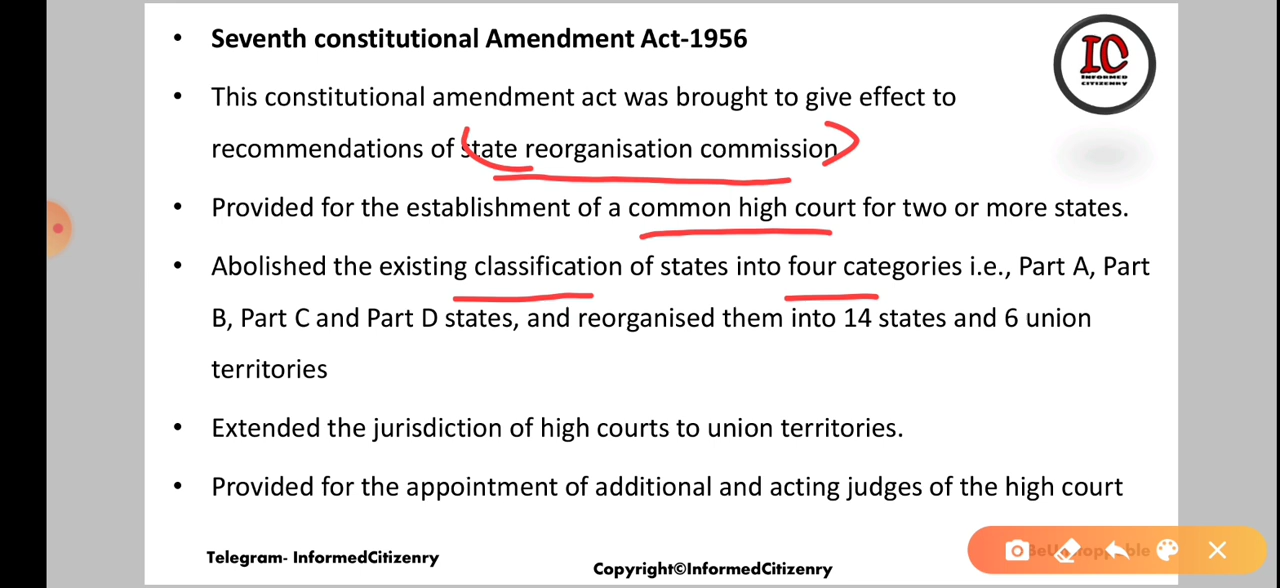 Seventh constitutional Amendment Act-1956
IC
INFORMED
CITIZENRY
This constitutional amendment act was brought to give effect to
recommendations of state reorganisation commission
Provided for the establishment of a common high court for two or more states.
Abolished the existing classification of states into four categories i.e., Part A, Part
B, Part C and Part D states, and reorganised them into 14 states and 6 union
territories
Extended the jurisdiction of high courts to union territories.
Provided for the appointment of additional and acting judges of the high court
Telegram- InformedCitizenry
Copyright©InformedCitizenry